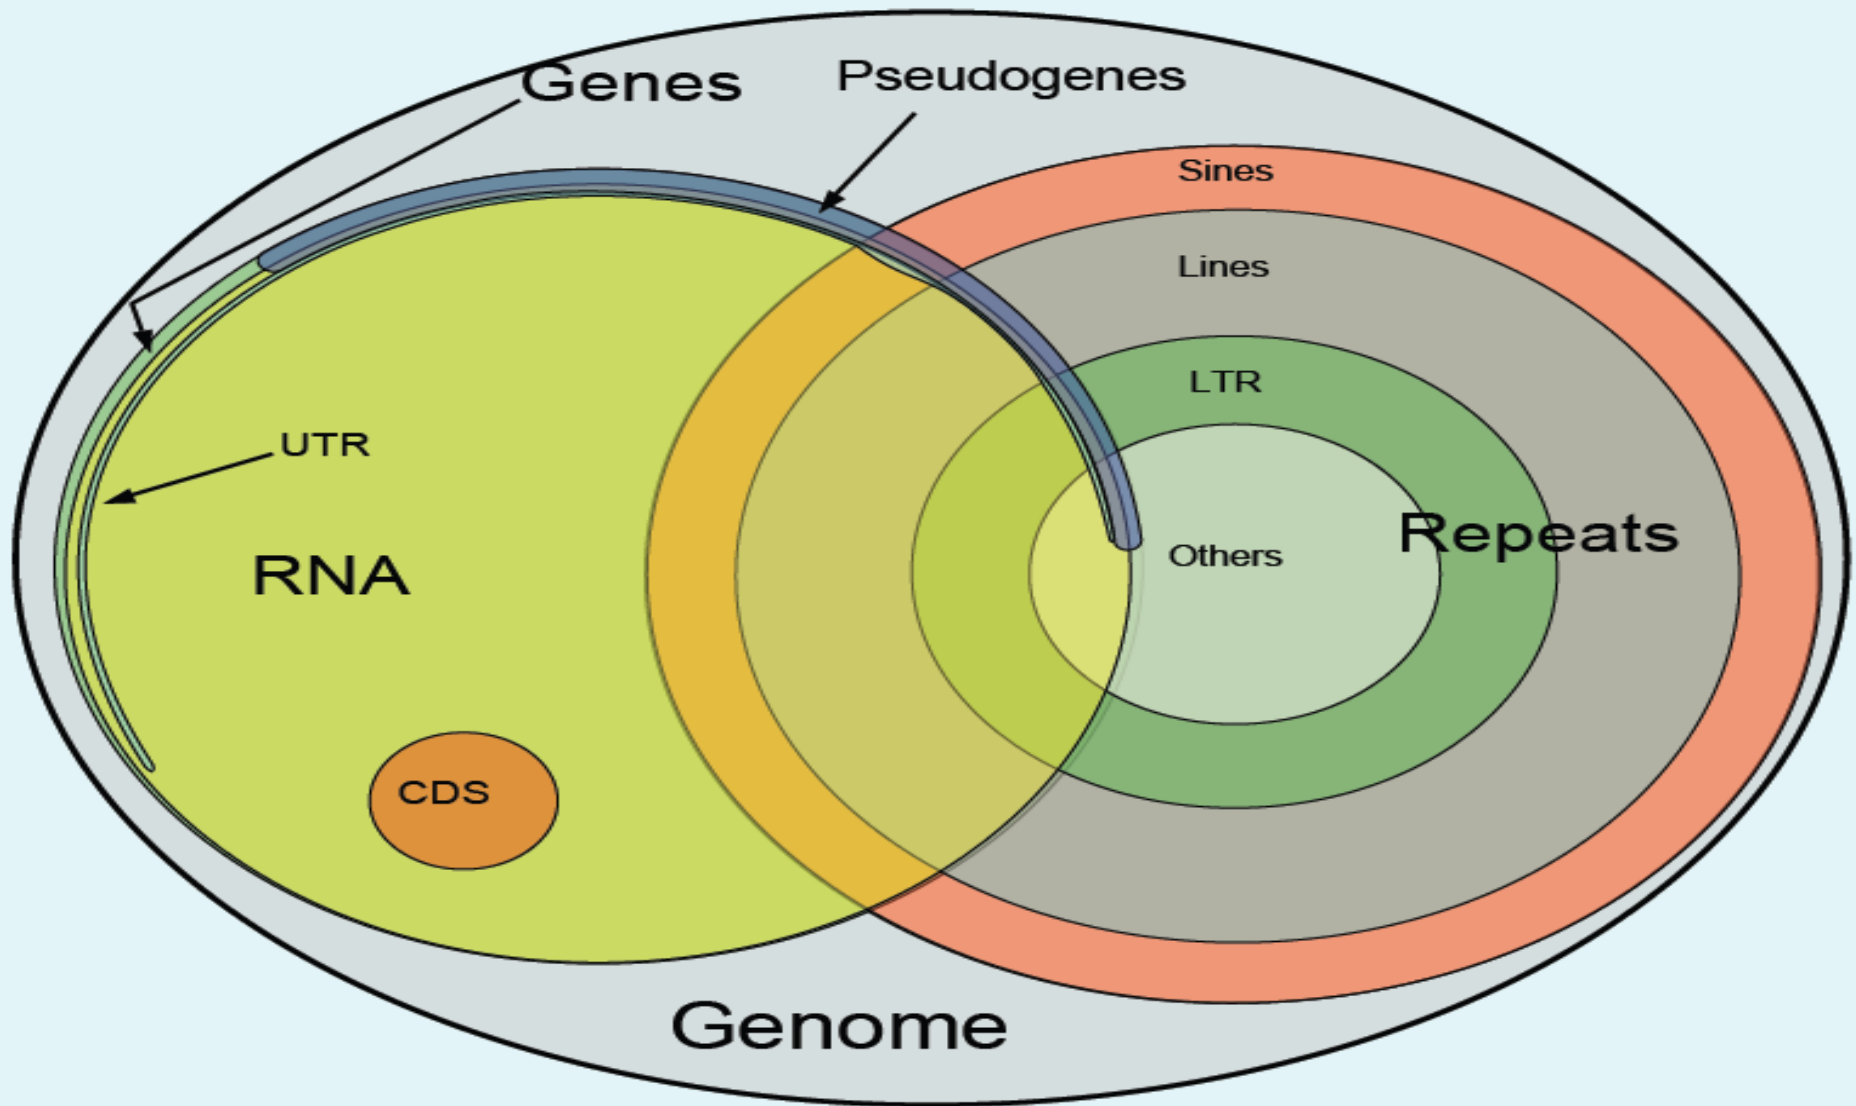 Genes
Pseudogenes
Sines
Lines
LTR
UTR
Repeats
Others
RNA
CDS
Genome